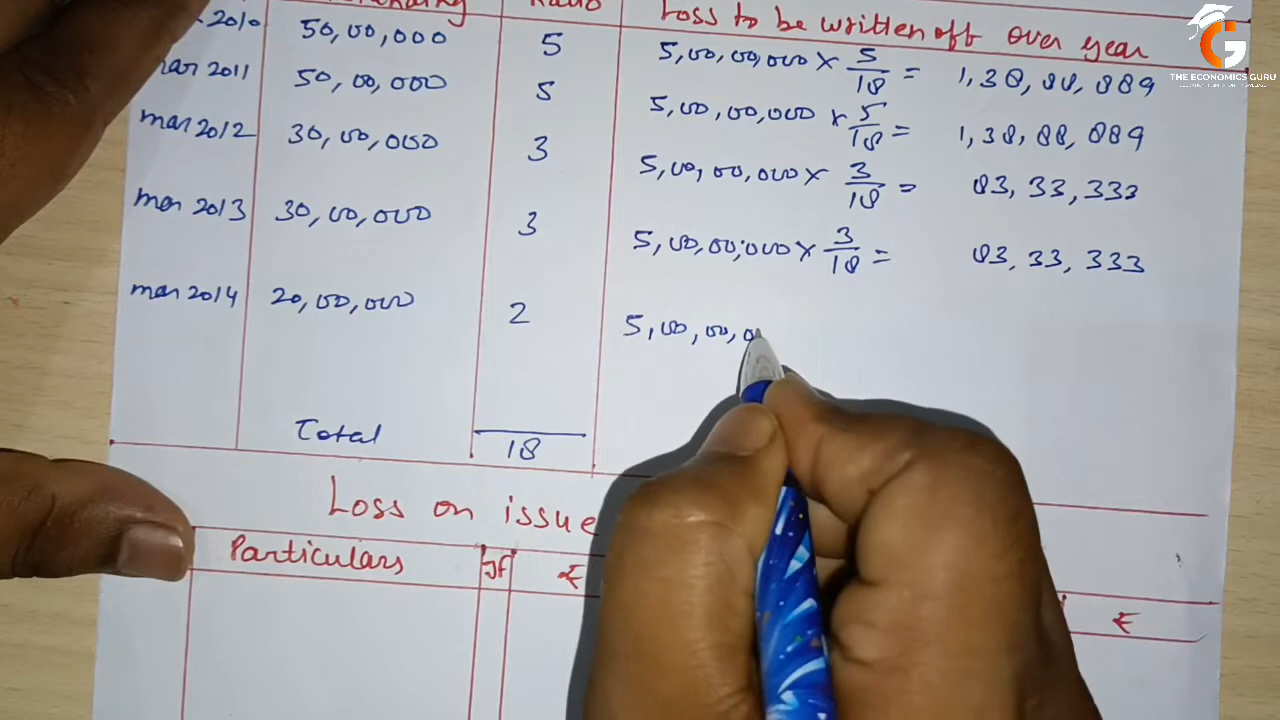 Ratio Loss to be written off over year
2010 50,00,000 5 5,00,00,000 × 5/18 = 1,38,88,889
mar 2011 50,00,000 5 5,00,00,000 × 5/18 = 1,38,88,889
mar 2012 30,00,000 3 5,00,00,000 × 3/18 = 83,33,333
mar 2013 30,00,000 3 5,00,00,000 × 3/18 = 83,33,333
mar 2014 20,00,000 2 5,00,00,0
Total 18
Loss on issue
Particulars Jf ₹ ₹
G
THE ECONOMICS GURU